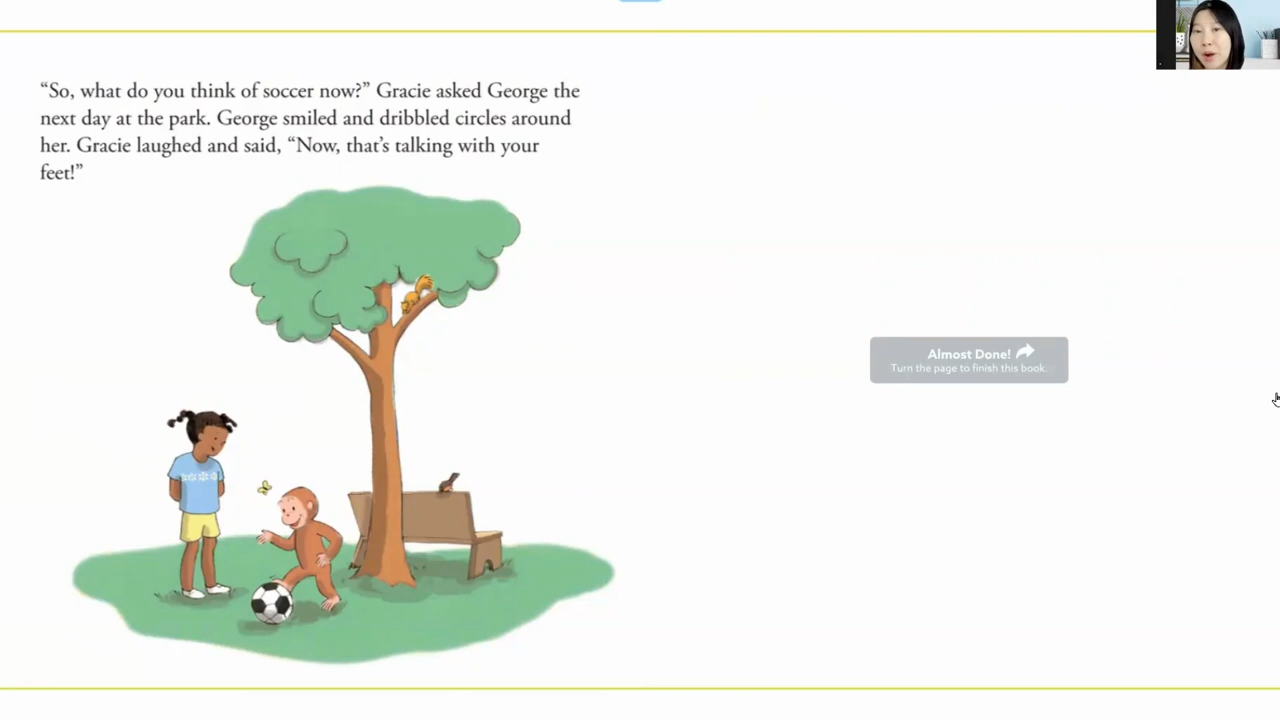 “So, what do you think of soccer now?” Gracie asked George the
next day at the park. George smiled and dribbled circles around
her. Gracie laughed and said, “Now, that’s talking with your
feet!”
Almost Done!
Turn the page to finish this book.